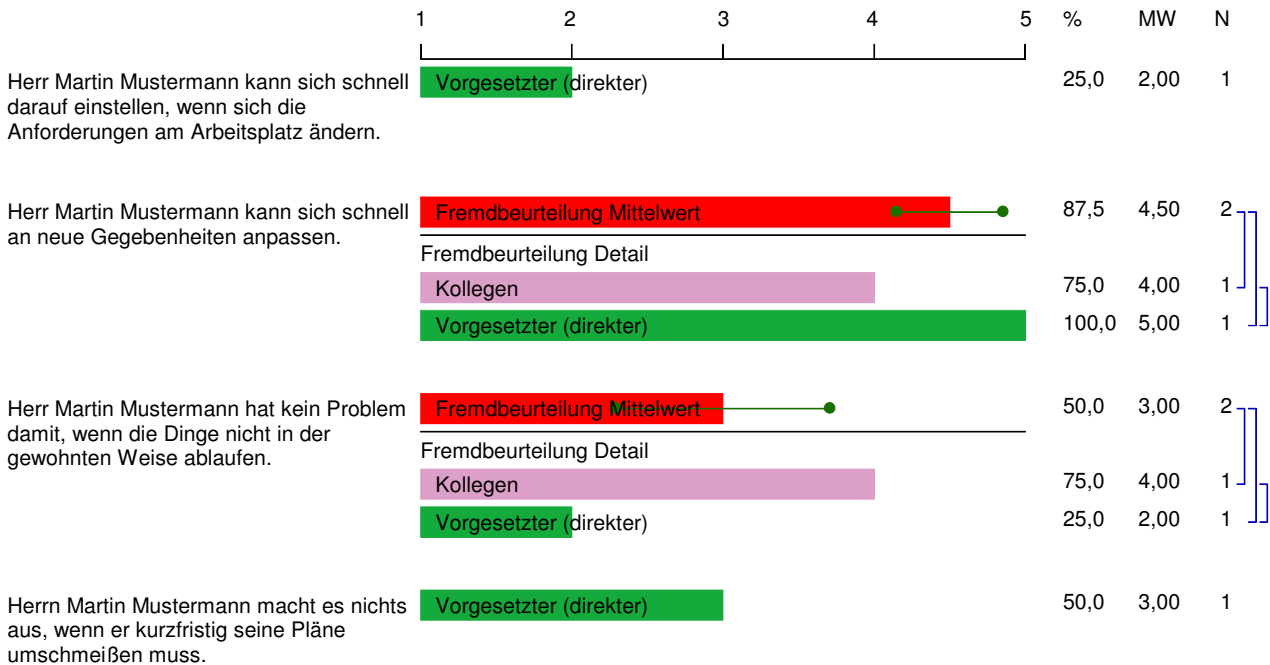 1 2 3 4 5 % MW N
Herr Martin Mustermann kann sich schnell
darauf einstellen, wenn sich die
Anforderungen am Arbeitsplatz ändern.
Vorgesetzter (direkter) 25,0 2,00 1
Herr Martin Mustermann kann sich schnell
an neue Gegebenheiten anpassen.
Fremdbeurteilung Mittelwert 87,5 4,50 2
Fremdbeurteilung Detail
Kollegen 75,0 4,00 1
Vorgesetzter (direkter) 100,0 5,00 1
Herr Martin Mustermann hat kein Problem
damit, wenn die Dinge nicht in der
gewohnten Weise ablaufen.
Fremdbeurteilung Mittelwert 50,0 3,00 2
Fremdbeurteilung Detail
Kollegen 75,0 4,00 1
Vorgesetzter (direkter) 25,0 2,00 1
Herrn Martin Mustermann macht es nichts
aus, wenn er kurzfristig seine Pläne
umschmeißen muss.
Vorgesetzter (direkter) 50,0 3,00 1